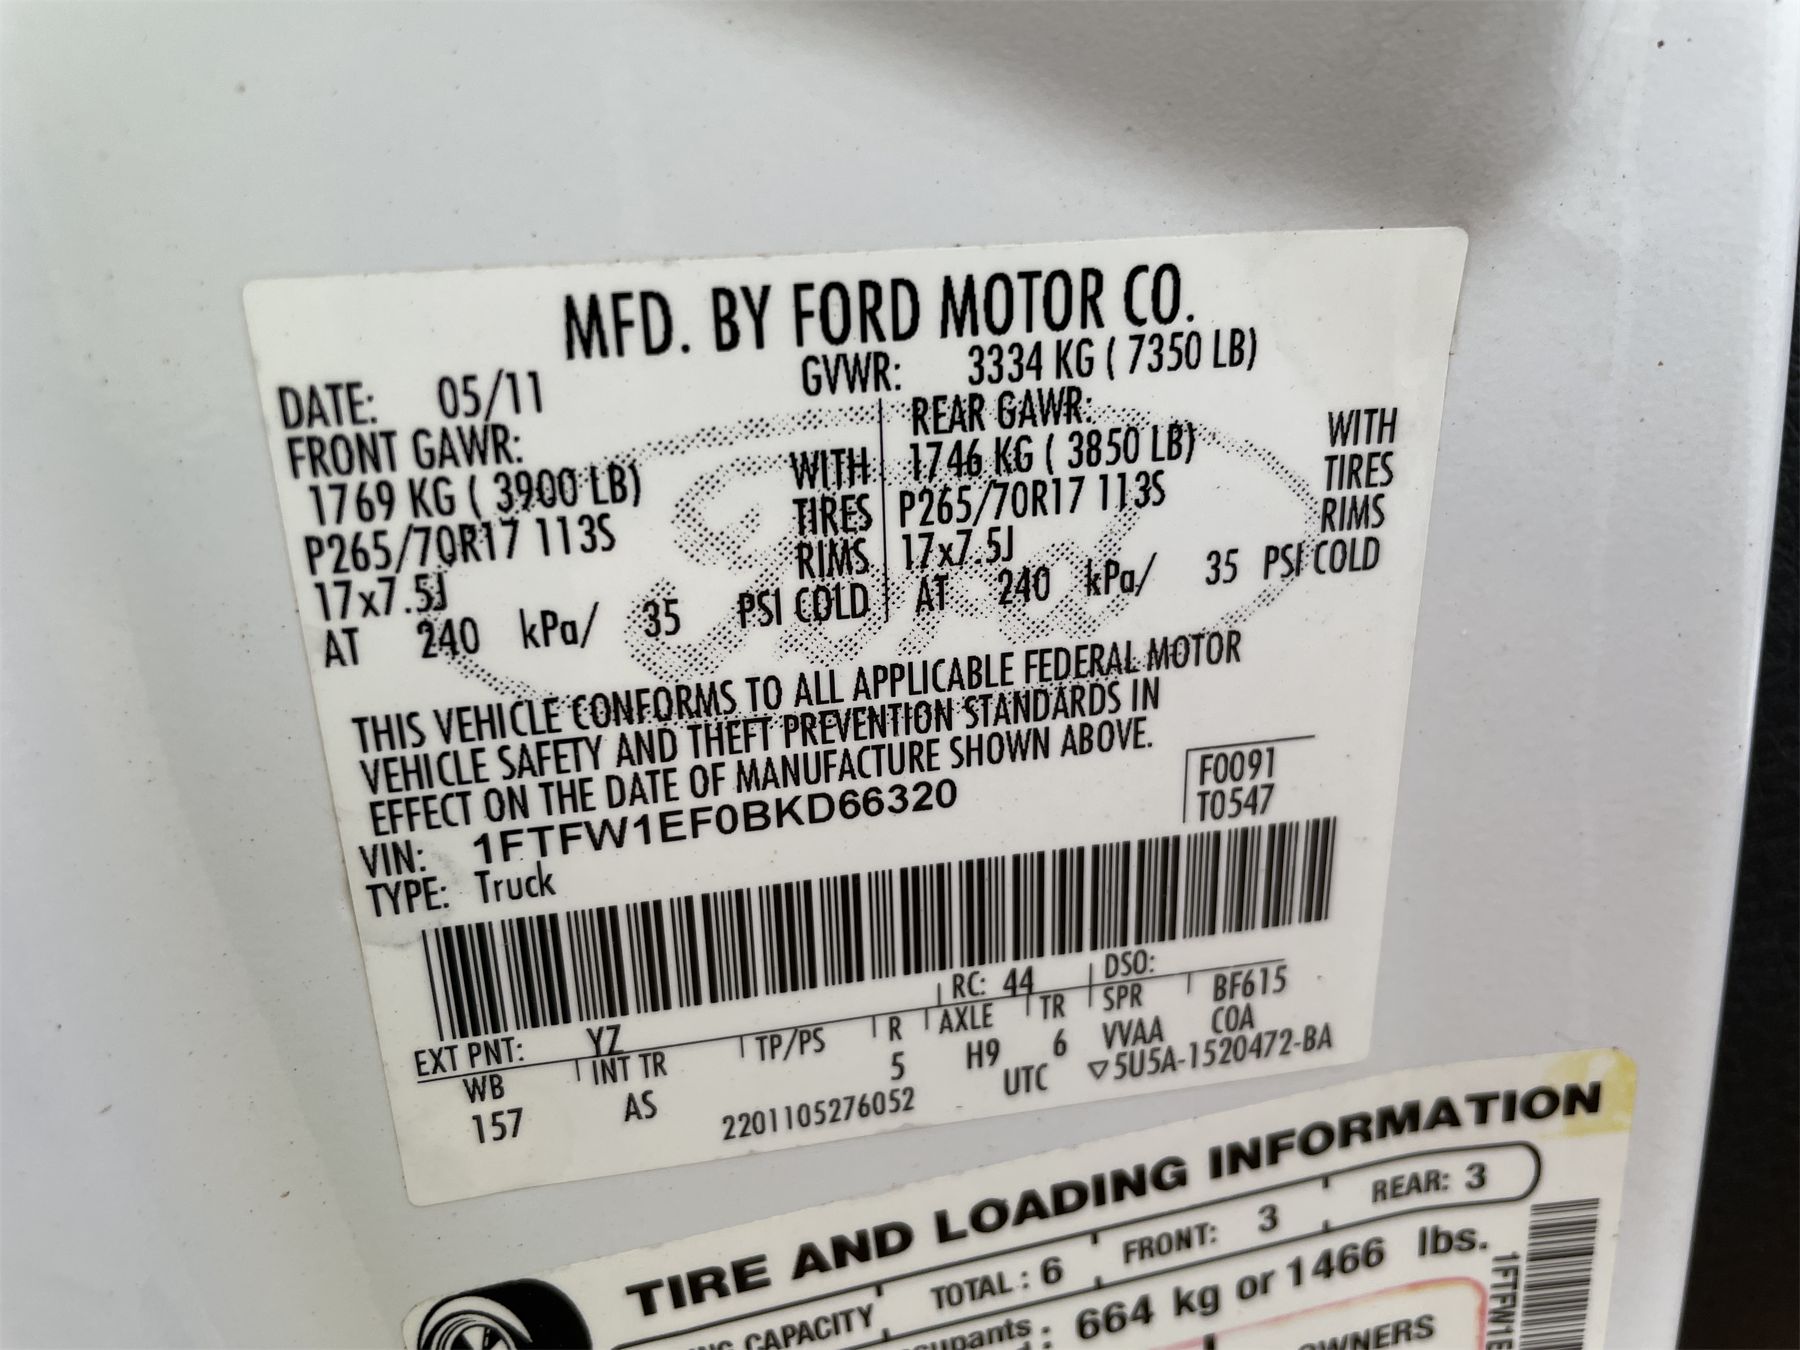 MFD. BY FORD MOTOR CO.
DATE: 05/11 GVWR: 3334 KG ( 7350 LB)
FRONT GAWR: REAR GAWR:
1769 KG ( 3900 LB) WITH 1746 KG ( 3850 LB) WITH
P265/70R17 113S TIRES P265/70R17 113S TIRES
17x7.5J RIMS 17x7.5J RIMS
AT 240 kPa/ 35 PSI COLD AT 240 kPa/ 35 PSI COLD
THIS VEHICLE CONFORMS TO ALL APPLICABLE FEDERAL MOTOR
VEHICLE SAFETY AND THEFT PREVENTION STANDARDS IN
EFFECT ON THE DATE OF MANUFACTURE SHOWN ABOVE.
F0091
VIN: 1FTFW1EF0BKD66320 T0547
TYPE: Truck
EXT PNT: YZ RC: 44 DSO:
WB INT TR TP/PS R AXLE TR SPR BF615
157 AS 5 H9 6 VVAA COA
2201105276052 UTC ▽5U5A-1520472-BA
Ford
TIRE AND LOADING INFORMATION
CAPACITY TOTAL : 6 FRONT: 3 REAR: 3
: 664 kg or 1466 lbs.
OWNERS
1FTFW1E